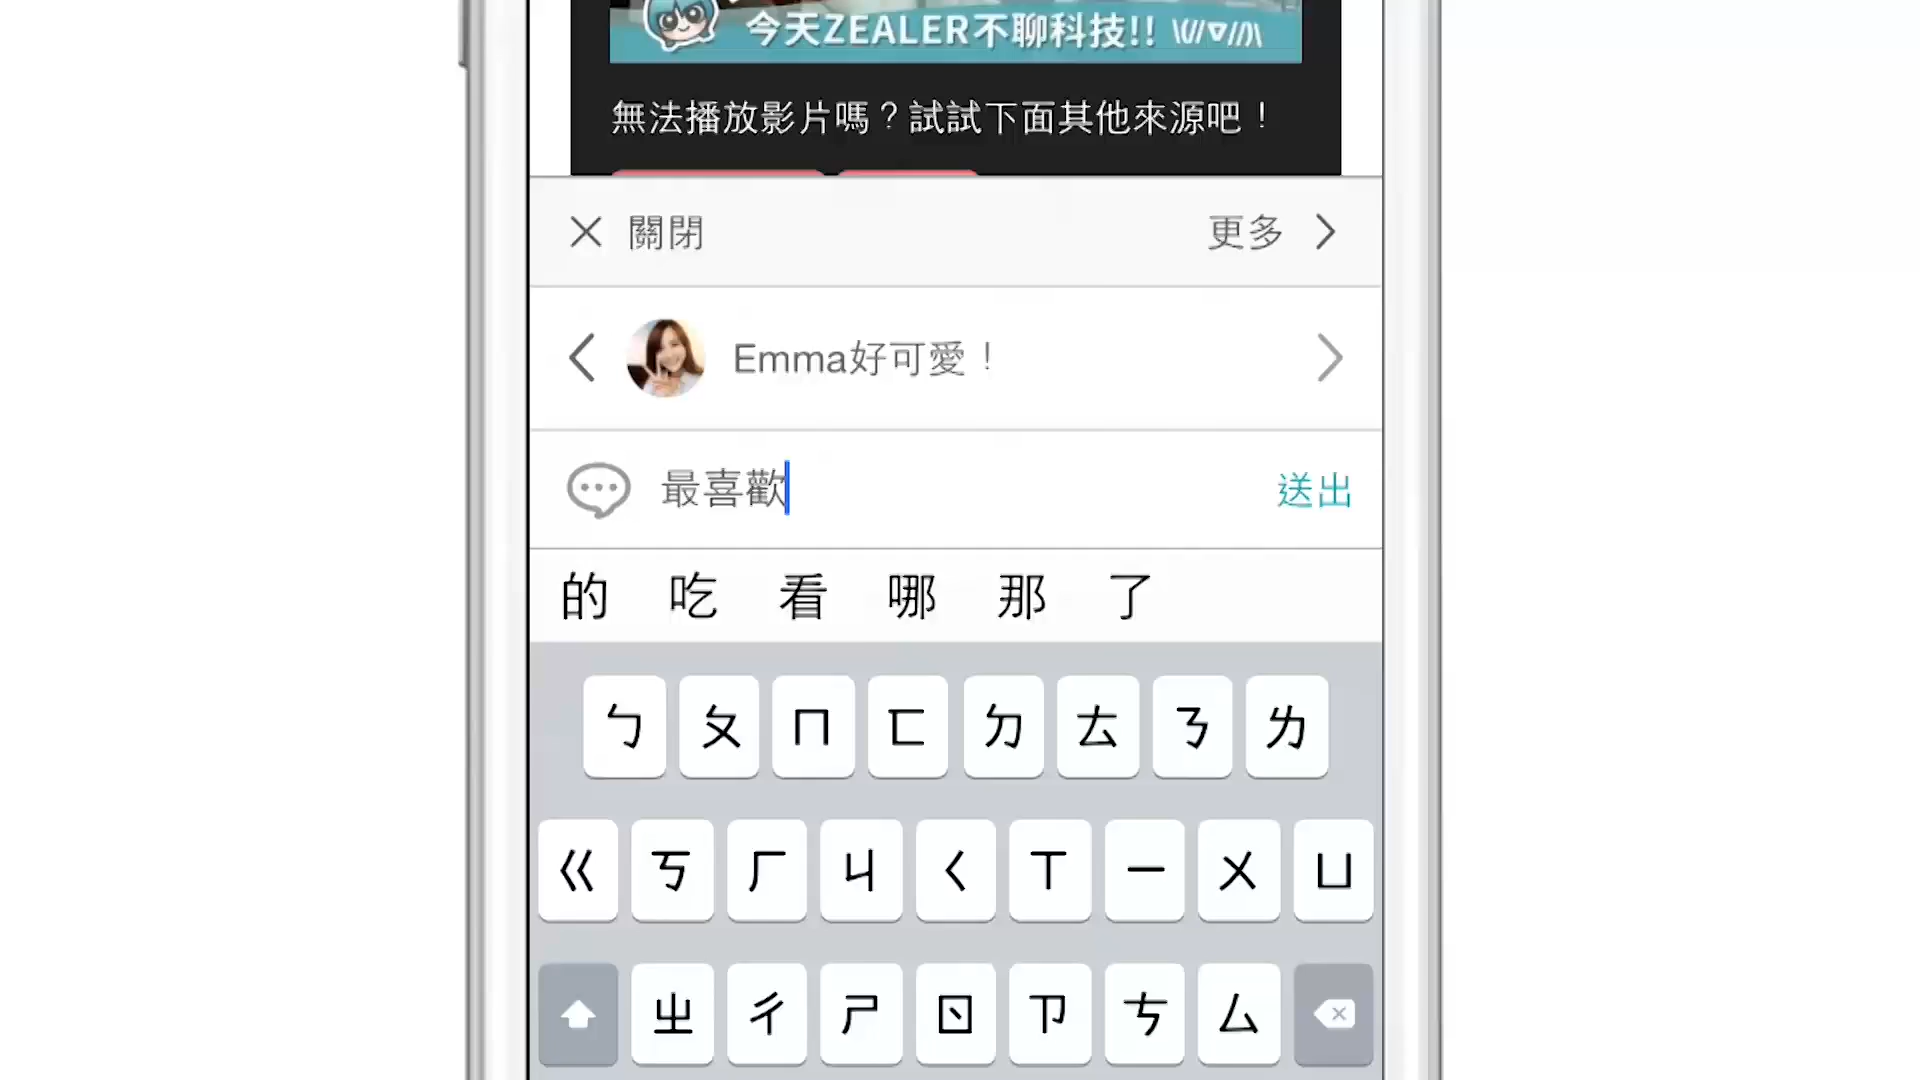 今天ZEALER不聊科技!! \\\(/▽/)\\
無法播放影片嗎？試試下面其他來源吧！
關閉 更多
Emma好可愛！
最喜歡 送出
的 吃 看 哪 那 了
ㄅ ㄆ ㄇ ㄈ ㄉ ㄊ ㄋ ㄌ
ㄍ ㄎ ㄏ ㄐ ㄑ ㄒ ㄧ ㄨ ㄩ
ㄓ ㄔ ㄕ ㄖ ㄗ ㄘ ㄙ